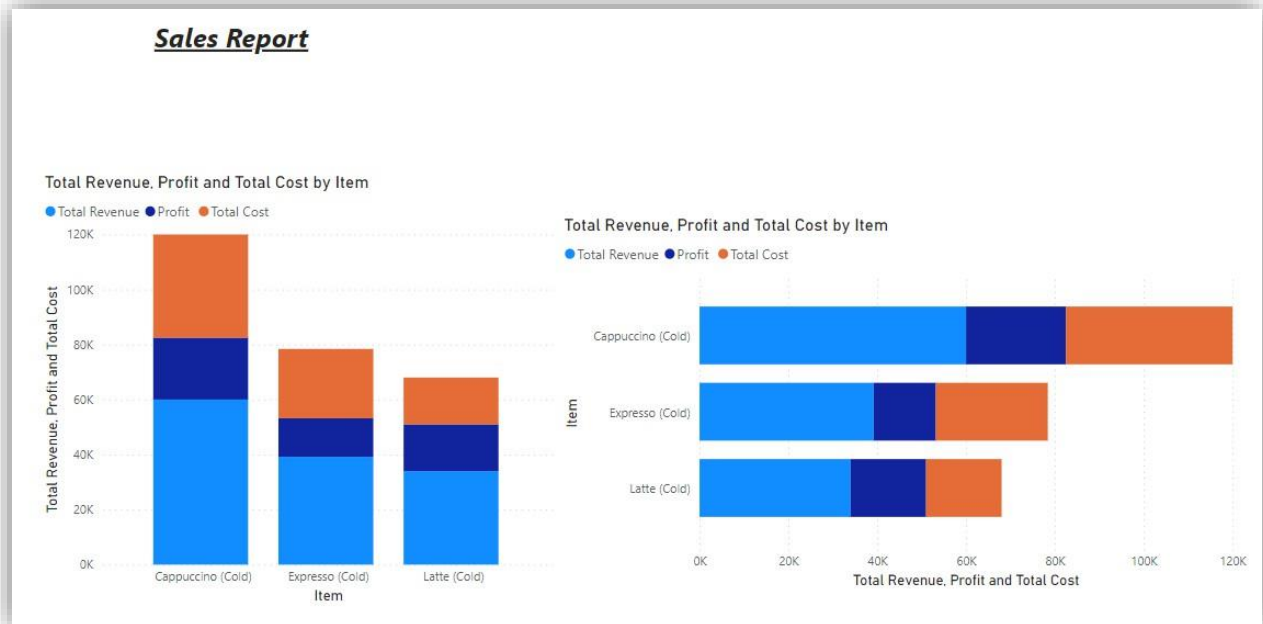 Sales Report
Total Revenue, Profit and Total Cost by Item
Total Revenue Profit Total Cost
120K
100K
80K
60K
40K
20K
0K
Total Revenue, Profit and Total Cost
Cappuccino (Cold) Expresso (Cold) Latte (Cold)
Item
Total Revenue, Profit and Total Cost by Item
Total Revenue Profit Total Cost
Item
Cappuccino (Cold)
Expresso (Cold)
Latte (Cold)
0K 20K 40K 60K 80K 100K 120K
Total Revenue, Profit and Total Cost